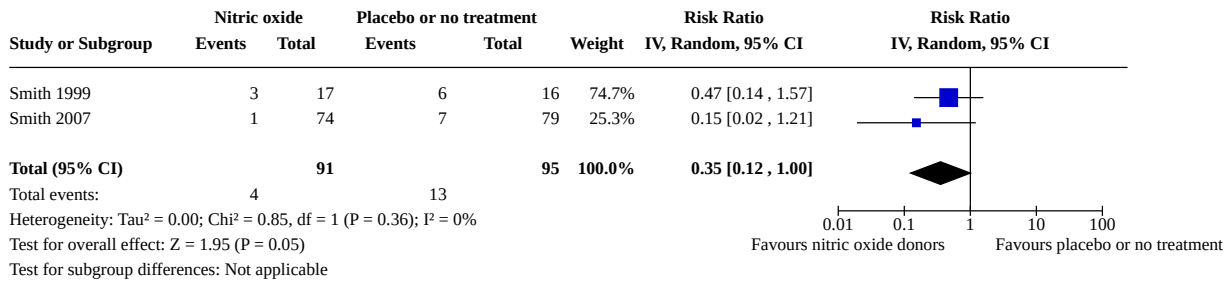 Nitric oxide Placebo or no treatment Risk Ratio Risk Ratio
Study or Subgroup Events Total Events Total Weight IV, Random, 95% CI IV, Random, 95% CI
Smith 1999 3 17 6 16 74.7% 0.47 [0.14 , 1.57]
Smith 2007 1 74 7 79 25.3% 0.15 [0.02 , 1.21]
Total (95% CI) 91 95 100.0% 0.35 [0.12 , 1.00]
Total events: 4 13
Heterogeneity: Tau² = 0.00; Chi² = 0.85, df = 1 (P = 0.36); I² = 0%
0.01 0.1 1 10 100
Test for overall effect: Z = 1.95 (P = 0.05) Favours nitric oxide donors Favours placebo or no treatment
Test for subgroup differences: Not applicable